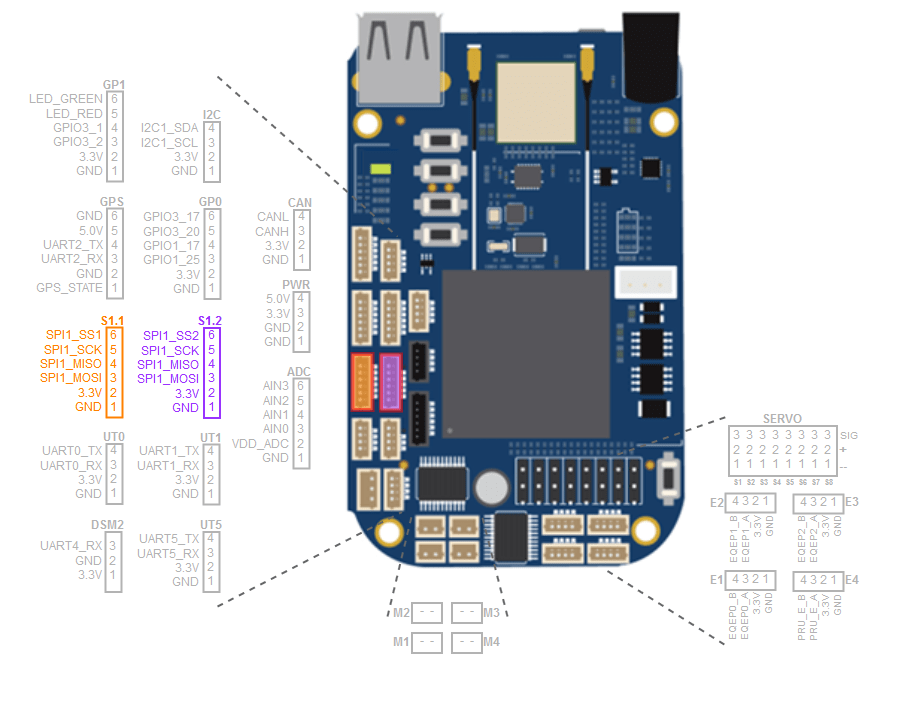 GP1
LED_GREEN 6
LED_RED 5
GPIO3_1 4
GPIO3_2 3
3.3V 2
GND 1
I2C
I2C1_SDA 4
I2C1_SCL 3
3.3V 2
GND 1
GPS
GND 6
5.0V 5
UART2_TX 4
UART2_RX 3
GND 2
GPS_STATE 1
GP0
GPIO3_17 6
GPIO3_20 5
GPIO1_17 4
GPIO1_25 3
3.3V 2
GND 1
CAN
CANL 4
CANH 3
3.3V 2
GND 1
PWR
5.0V 4
3.3V 3
GND 2
GND 1
S1.1
SPI1_SS1 6
SPI1_SCK 5
SPI1_MISO 4
SPI1_MOSI 3
3.3V 2
GND 1
S1.2
SPI1_SS2 6
SPI1_SCK 5
SPI1_MISO 4
SPI1_MOSI 3
3.3V 2
GND 1
ADC
AIN3 6
AIN2 5
AIN1 4
AIN0 3
VDD_ADC 2
GND 1
UT0
UART0_TX 4
UART0_RX 3
3.3V 2
GND 1
UT1
UART1_TX 4
UART1_RX 3
3.3V 2
GND 1
DSM2
UART4_RX 3
GND 2
3.3V 1
UT5
UART5_TX 4
UART5_RX 3
3.3V 2
GND 1
SERVO
3 3 3 3 3 3 3 3 SIG
2 2 2 2 2 2 2 2 +
1 1 1 1 1 1 1 1 --
S1 S2 S3 S4 S5 S6 S7 S8
E2 4 3 2 1
EQEP1_B
EQEP1_A
3.3V
GND
4 3 2 1 E3
EQEP2_B
EQEP2_A
3.3V
GND
E1 4 3 2 1
EQEP0_B
EQEP0_A
3.3V
GND
4 3 2 1 E4
PRU_E_B
PRU_E_A
3.3V
GND
M2 - - - - M3
M1 - - - - M4